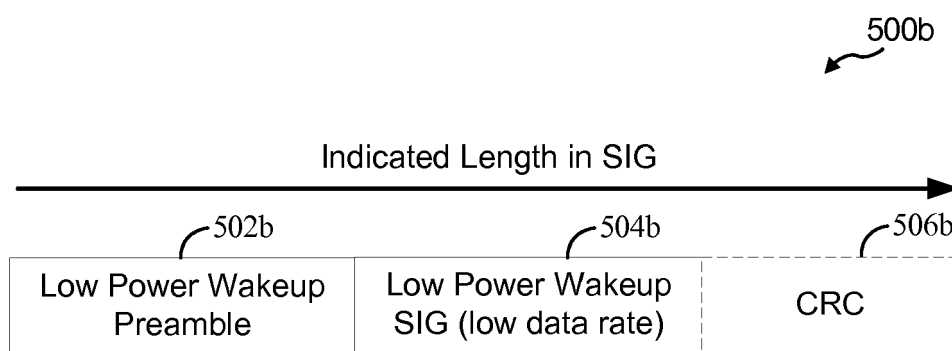 500b
Indicated Length in SIG
502b
504b
506b
Low Power Wakeup
Preamble
Low Power Wakeup
SIG (low data rate)
CRC